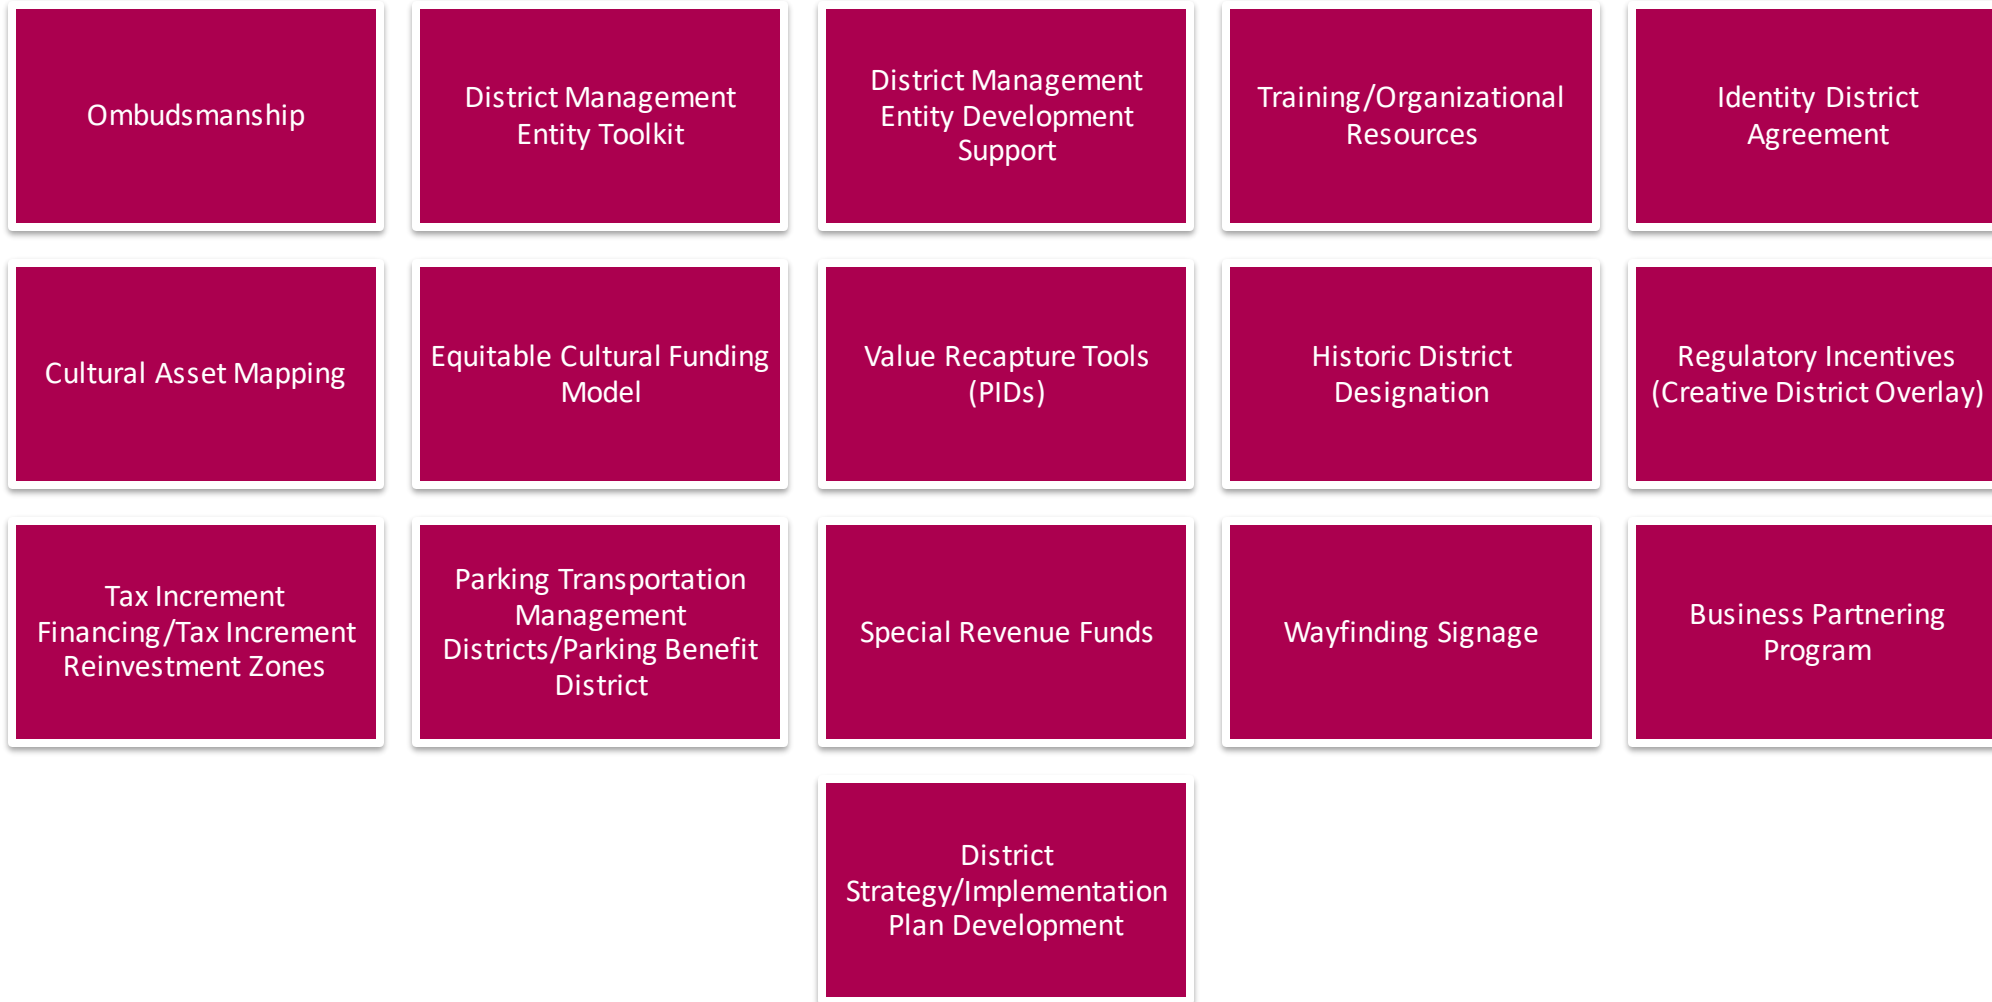 Ombudsmanship
District Management
Entity Toolkit
District Management
Entity Development
Support
Training/Organizational
Resources
Identity District
Agreement
Cultural Asset Mapping
Equitable Cultural Funding
Model
Value Recapture Tools
(PIDs)
Historic District
Designation
Regulatory Incentives
(Creative District Overlay)
Tax Increment
Financing/Tax Increment
Reinvestment Zones
Parking Transportation
Management
Districts/Parking Benefit
District
Special Revenue Funds
Wayfinding Signage
Business Partnering
Program
District
Strategy/Implementation
Plan Development